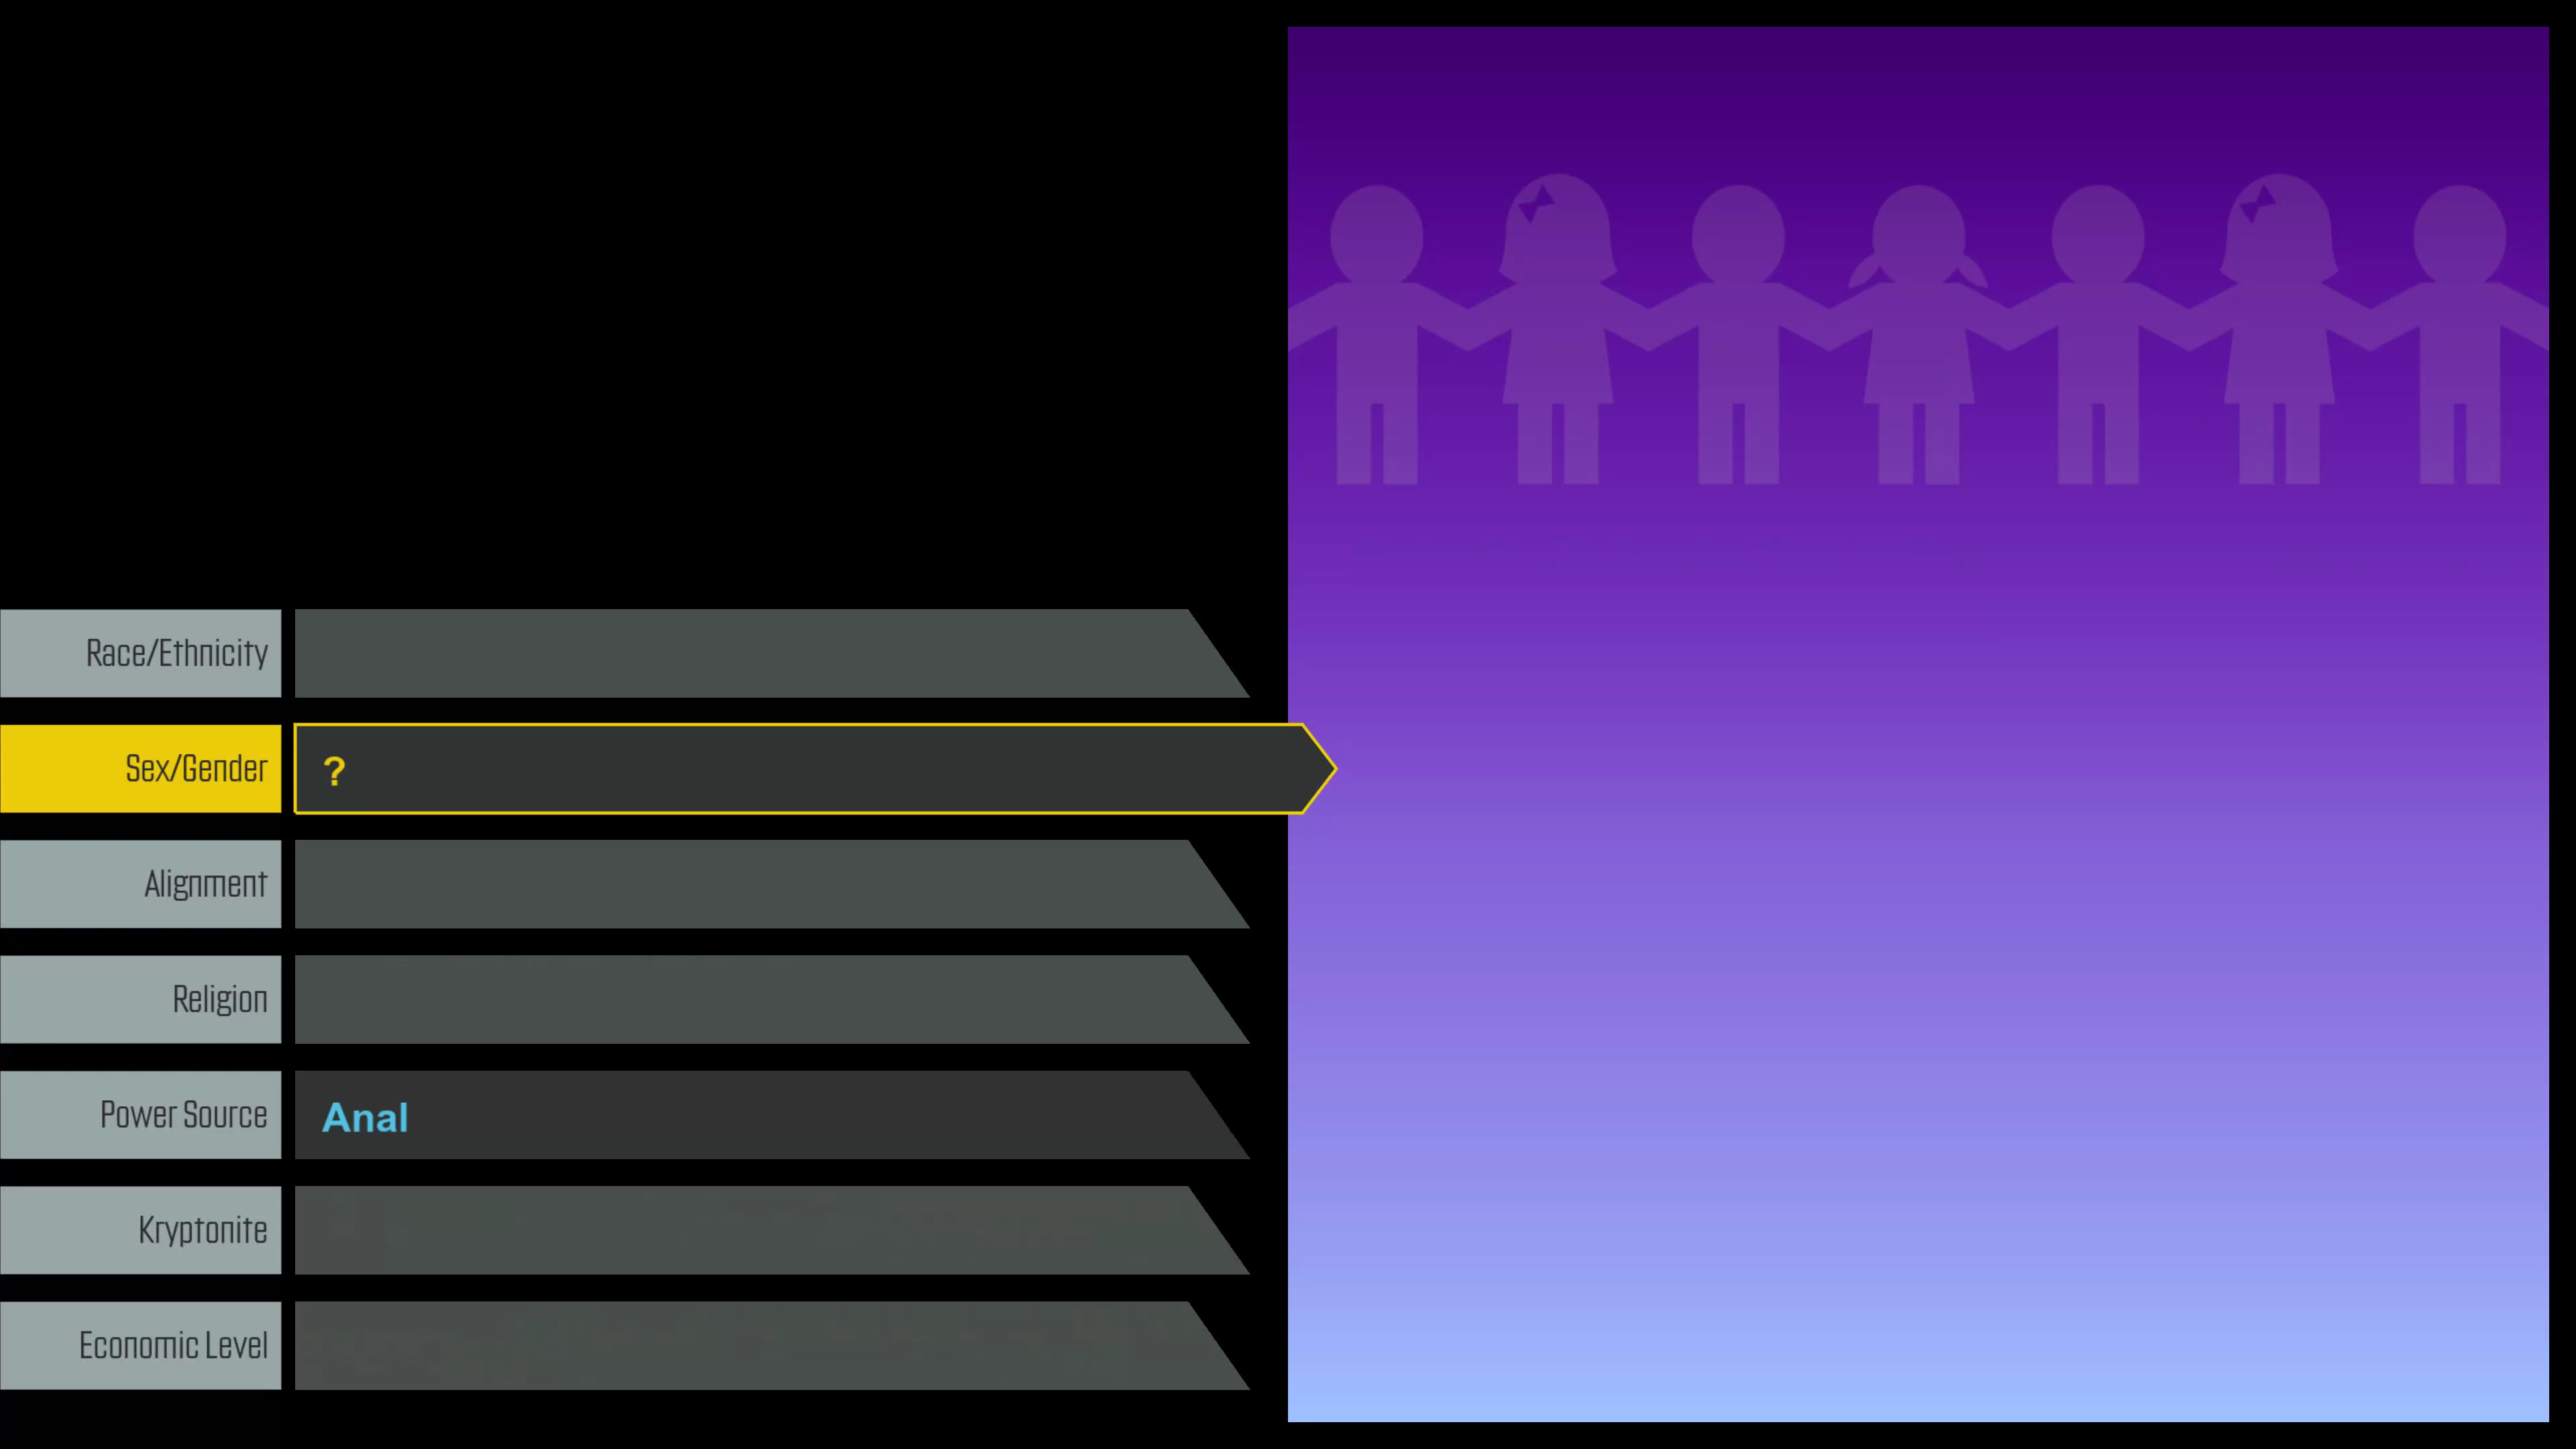 Race/Ethnicity
Sex/Gender ?
Alignment
Religion
Power Source Anal
Kryptonite
Economic Level